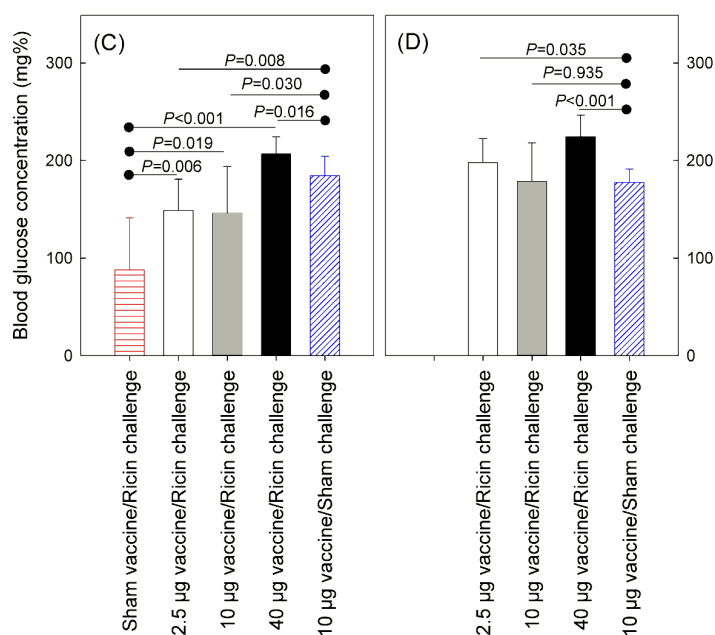 (C)
(D)
Blood glucose concentration (mg%)
300
200
100
0
P=0.008
P=0.030
P<0.001
P=0.016
P=0.019
P=0.006
P=0.035
P=0.935
P<0.001
300
200
100
0
Sham vaccine/Ricin challenge
2.5 µg vaccine/Ricin challenge
10 µg vaccine/Ricin challenge
40 µg vaccine/Ricin challenge
10 µg vaccine/Sham challenge
2.5 µg vaccine/Ricin challenge
10 µg vaccine/Ricin challenge
40 µg vaccine/Ricin challenge
10 µg vaccine/Sham challenge